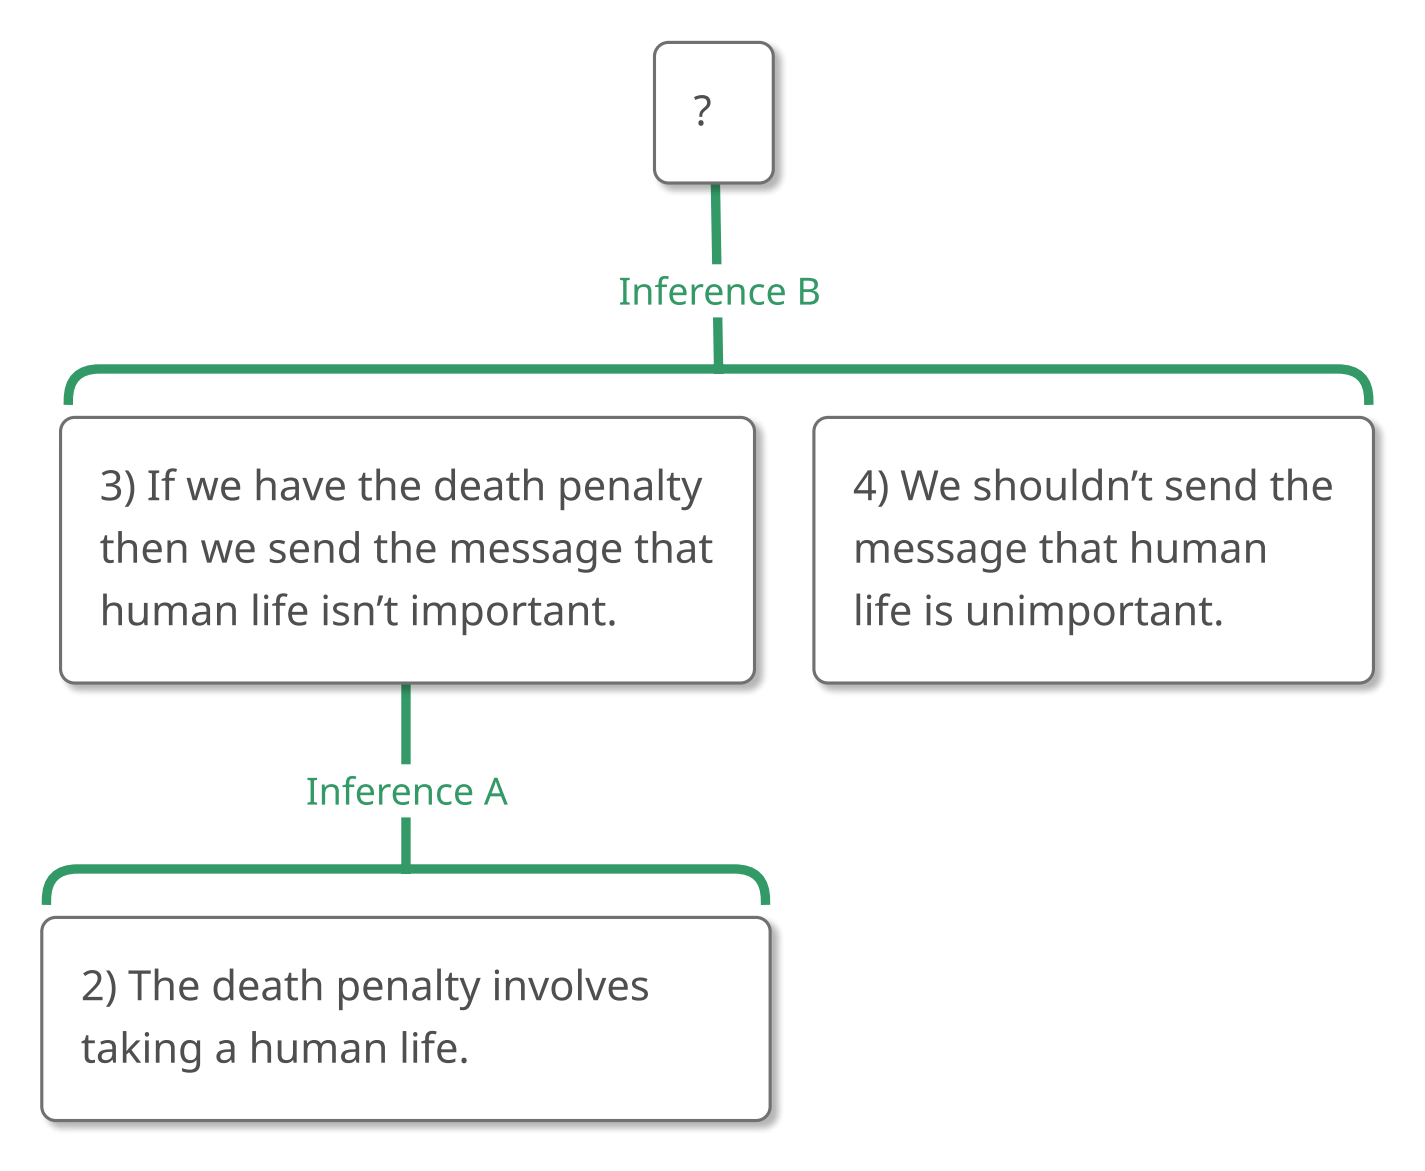 ?
Inference B
3) If we have the death penalty
then we send the message that
human life isn’t important.
4) We shouldn’t send the
message that human
life is unimportant.
Inference A
2) The death penalty involves
taking a human life.